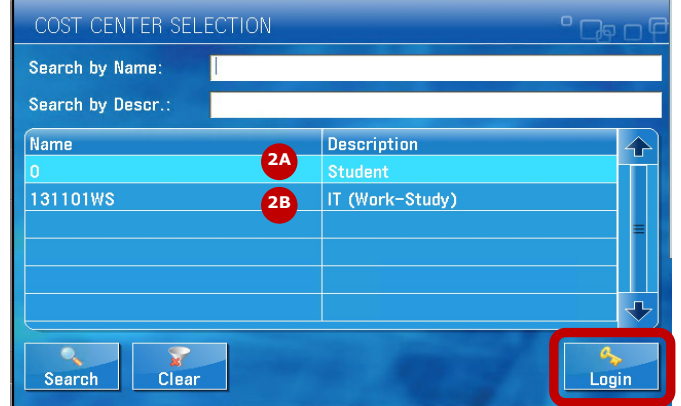 COST CENTER SELECTION
Search by Name:
Search by Descr.:
Name Description
0 2A Student
131101WS 2B IT (Work-Study)
Search Clear Login